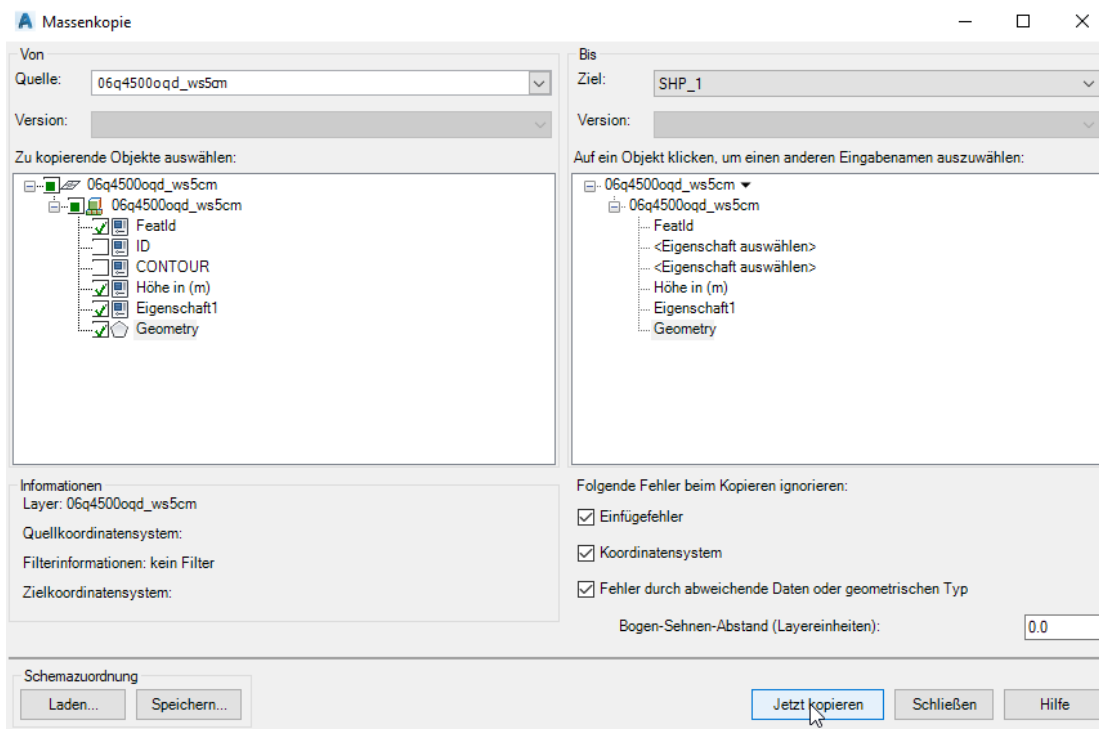 Massenkopie
Von
Quelle: 06q4500oqd_ws5cm
Version:
Zu kopierende Objekte auswählen:
06q4500oqd_ws5cm
06q4500oqd_ws5cm
FeatId
ID
CONTOUR
Höhe in (m)
Eigenschaft1
Geometry
Informationen
Layer: 06q4500oqd_ws5cm
Quellkoordinatensystem:
Filterinformationen: kein Filter
Zielkoordinatensystem:
Bis
Ziel: SHP_1
Version:
Auf ein Objekt klicken, um einen anderen Eingabenamen auszuwählen:
06q4500oqd_ws5cm
06q4500oqd_ws5cm
FeatId
<Eigenschaft auswählen>
<Eigenschaft auswählen>
Höhe in (m)
Eigenschaft1
Geometry
Folgende Fehler beim Kopieren ignorieren:
Einfügefehler
Koordinatensystem
Fehler durch abweichende Daten oder geometrischen Typ
Bogen-Sehnen-Abstand (Layereinheiten): 0.0
Schemazuordnung
Laden... Speichern... Jetzt kopieren Schließen Hilfe